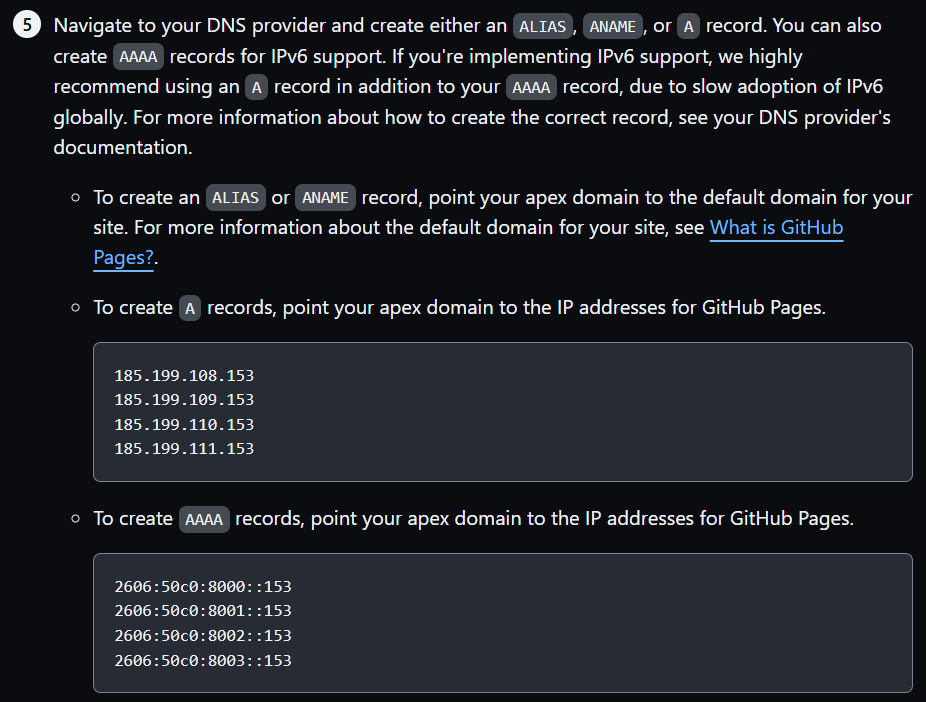 5 Navigate to your DNS provider and create either an ALIAS, ANAME, or A record. You can also
create AAAA records for IPv6 support. If you're implementing IPv6 support, we highly
recommend using an A record in addition to your AAAA record, due to slow adoption of IPv6
globally. For more information about how to create the correct record, see your DNS provider's
documentation.
To create an ALIAS or ANAME record, point your apex domain to the default domain for your
site. For more information about the default domain for your site, see What is GitHub
Pages?.
To create A records, point your apex domain to the IP addresses for GitHub Pages.
185.199.108.153
185.199.109.153
185.199.110.153
185.199.111.153
To create AAAA records, point your apex domain to the IP addresses for GitHub Pages.
2606:50c0:8000::153
2606:50c0:8001::153
2606:50c0:8002::153
2606:50c0:8003::153